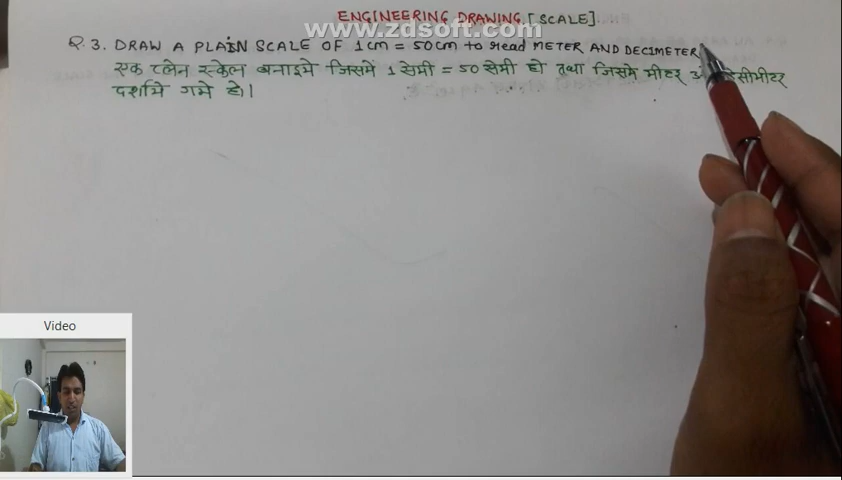 ENGINEERING DRAWING [SCALE].
www.zdsoft.com
Q.3. DRAW A PLAIN SCALE OF 1cm = 50cm to read METER AND DECIMETER
एक प्लेन स्केल बनाइये जिसमें 1 सेमी = 50 सेमी हो तथा जिसमे मीटर
दर्शाये गये हो।
Video